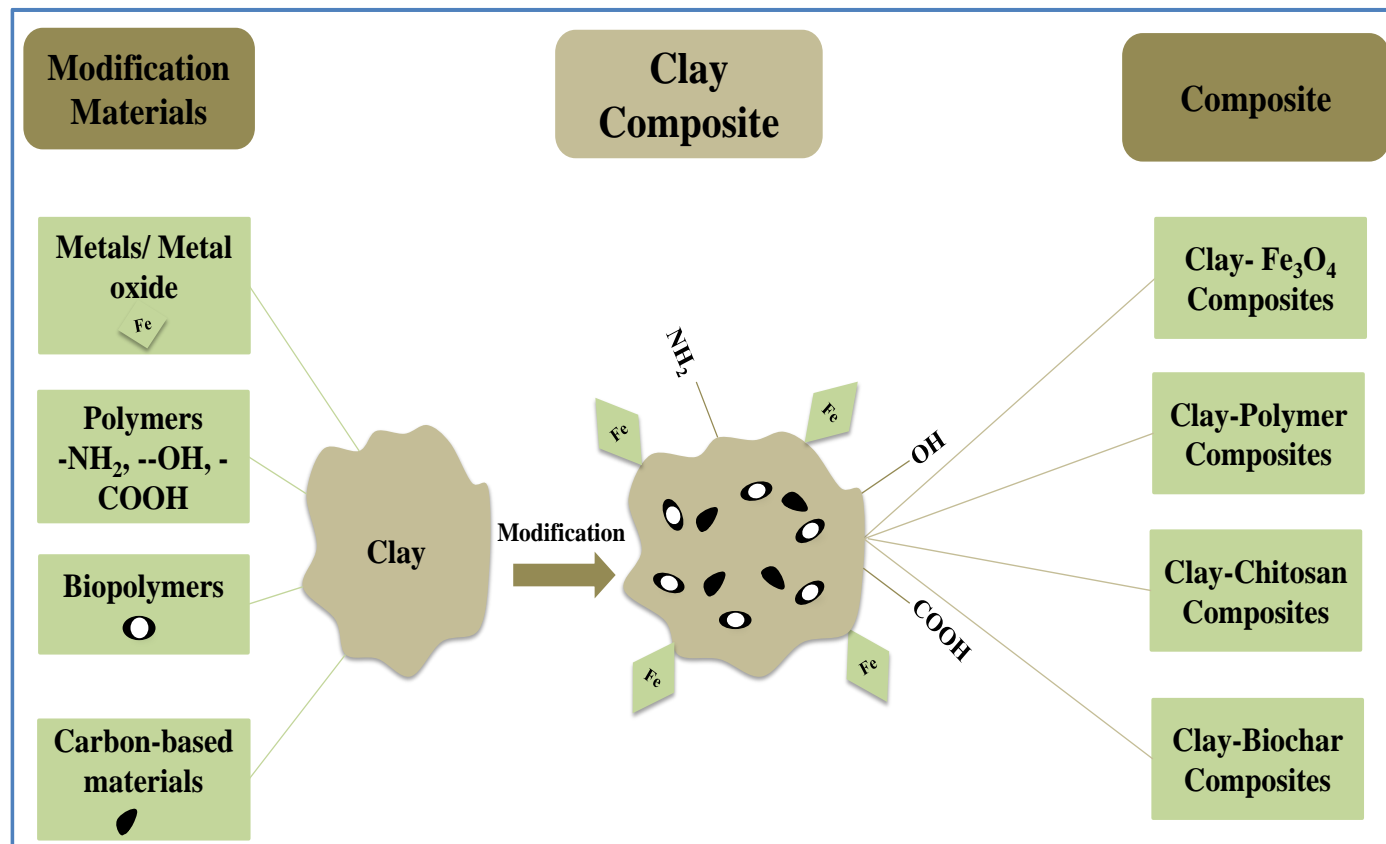 Modification
Materials
Clay
Composite
Composite
Metals/ Metal
oxide
Fe
Polymers
-NH₂, --OH, -
COOH
Biopolymers
Carbon-based
materials
Clay
Modification
NH₂
Fe
Fe
OH
COOH
Fe
Fe
Clay- Fe₃O₄
Composites
Clay-Polymer
Composites
Clay-Chitosan
Composites
Clay-Biochar
Composites